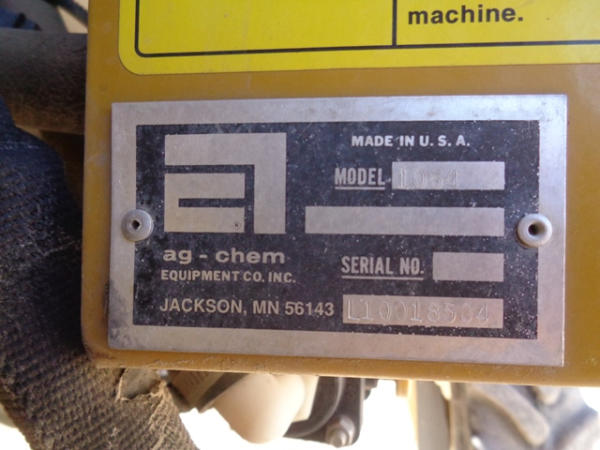 machine.
MADE IN U. S. A.
MODEL
ag - chem
EQUIPMENT CO. INC.
SERIAL NO.
JACKSON, MN 56143